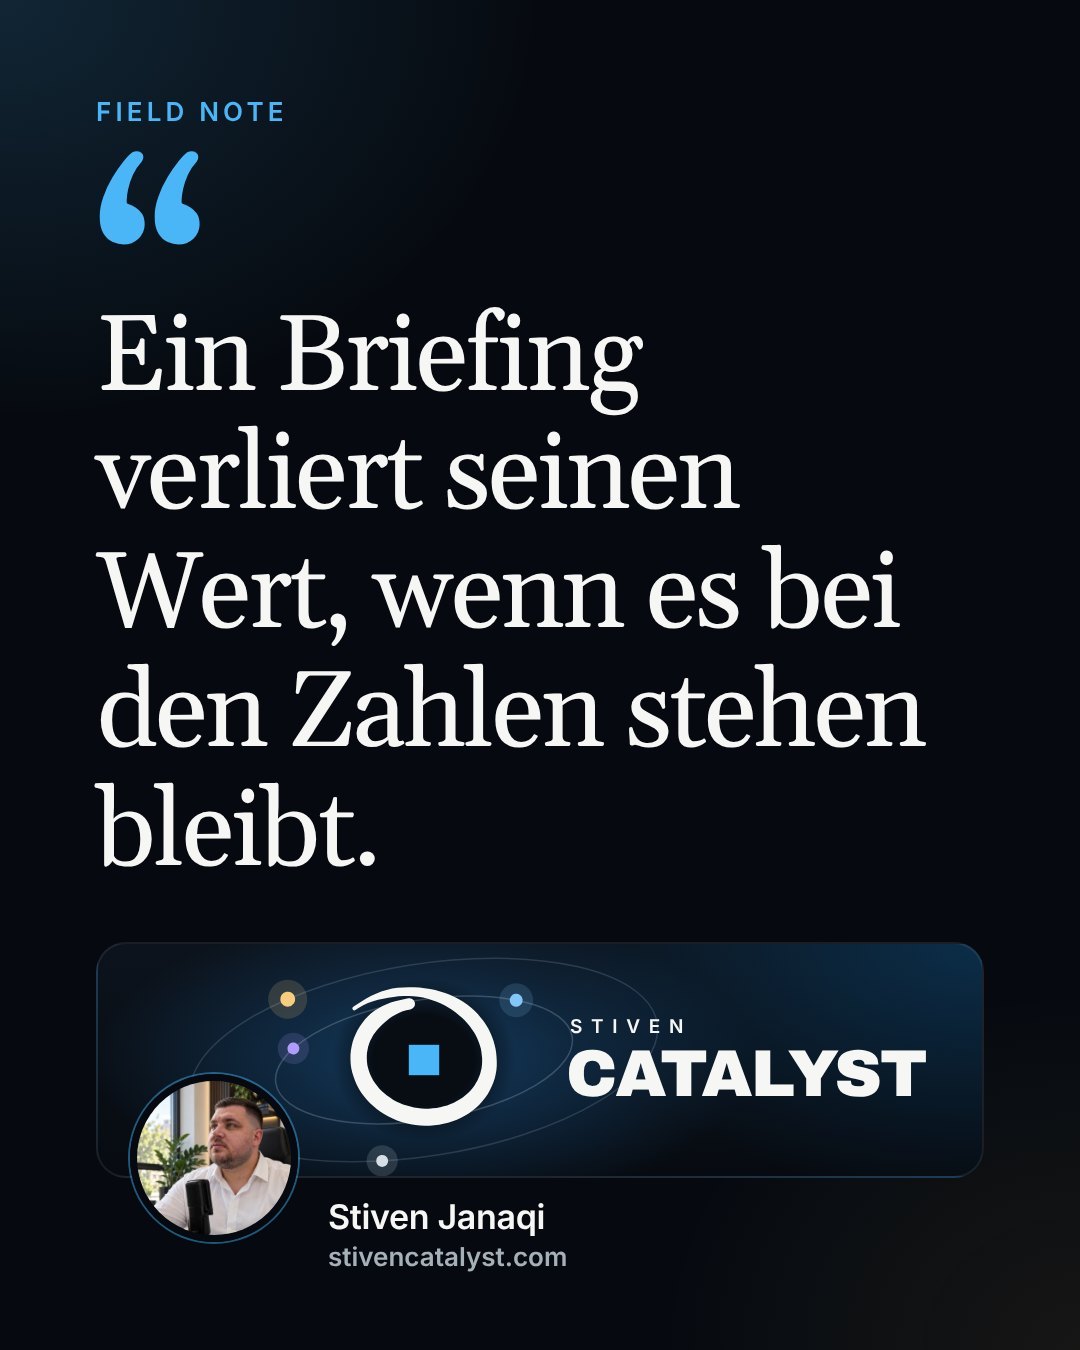 FIELD NOTE
“
Ein Briefing
verliert seinen
Wert, wenn es bei
den Zahlen stehen
bleibt.
STIVEN
CATALYST
Stiven Janaqi
stivencatalyst.com